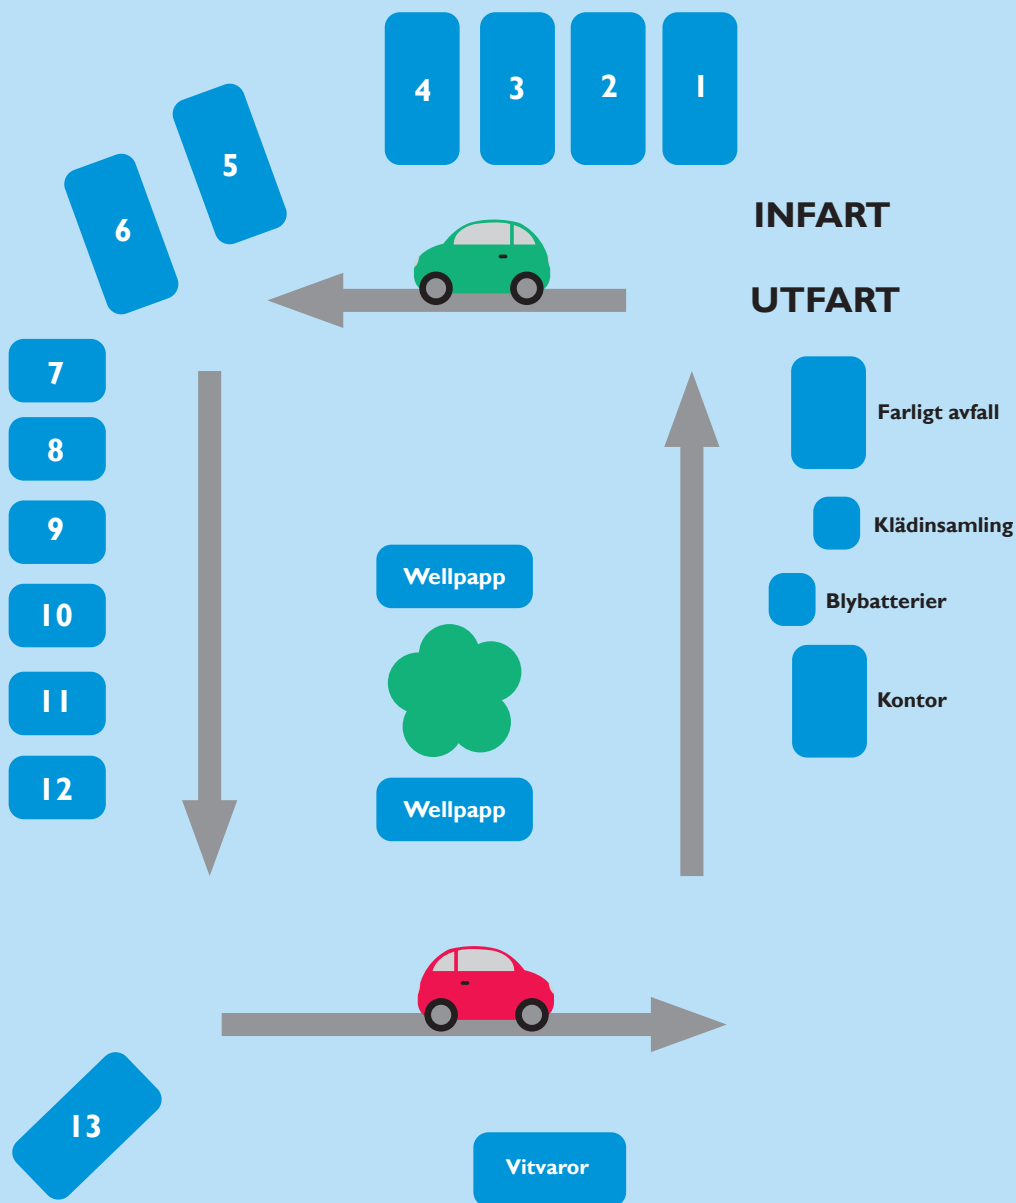 4 3 2 1
5
6
INFART
UTFART
7
8
9
10
11
12
Farligt avfall
Klädinsamling
Blybatterier
Kontor
Wellpapp
Wellpapp
13
Vitvaror